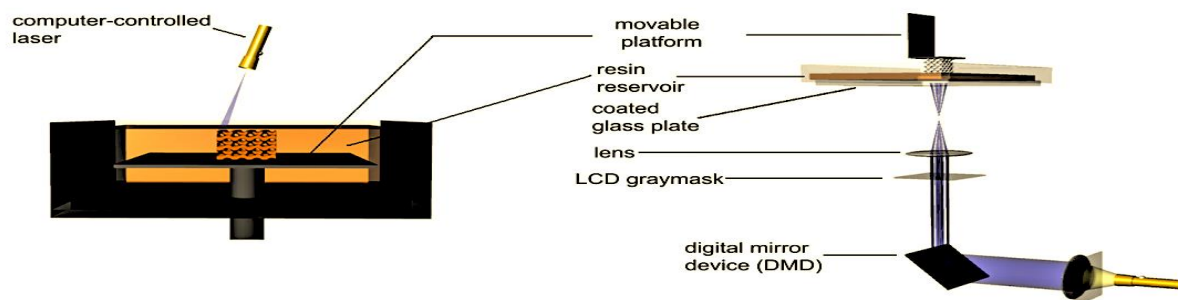 computer-controlled
laser
movable
platform
resin
reservoir
coated
glass plate
lens
LCD graymask
digital mirror
device (DMD)